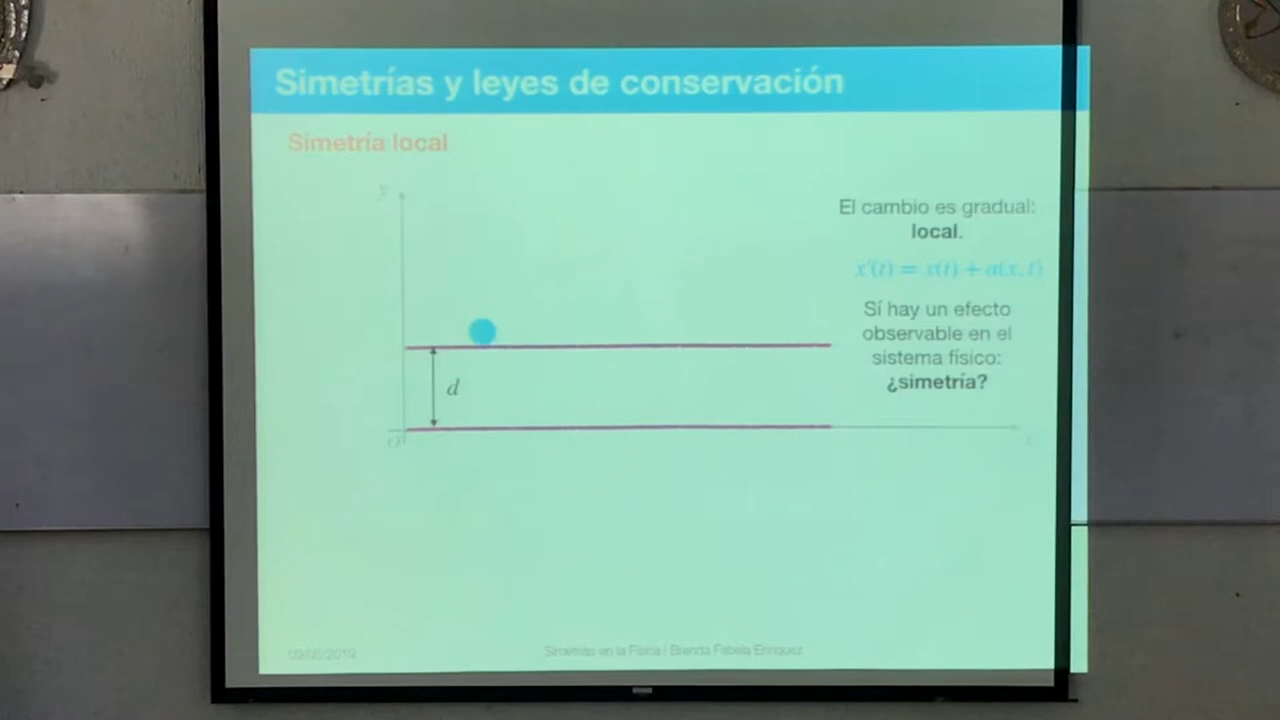 Simetrías y leyes de conservación
Simetría local
y
El cambio es gradual:
local.
x'(t) = x(t) + a(x, t)
Sí hay un efecto
observable en el
sistema físico:
¿simetría?
d
O
Simetrías en la Física | Brenda Fabela Enriquez